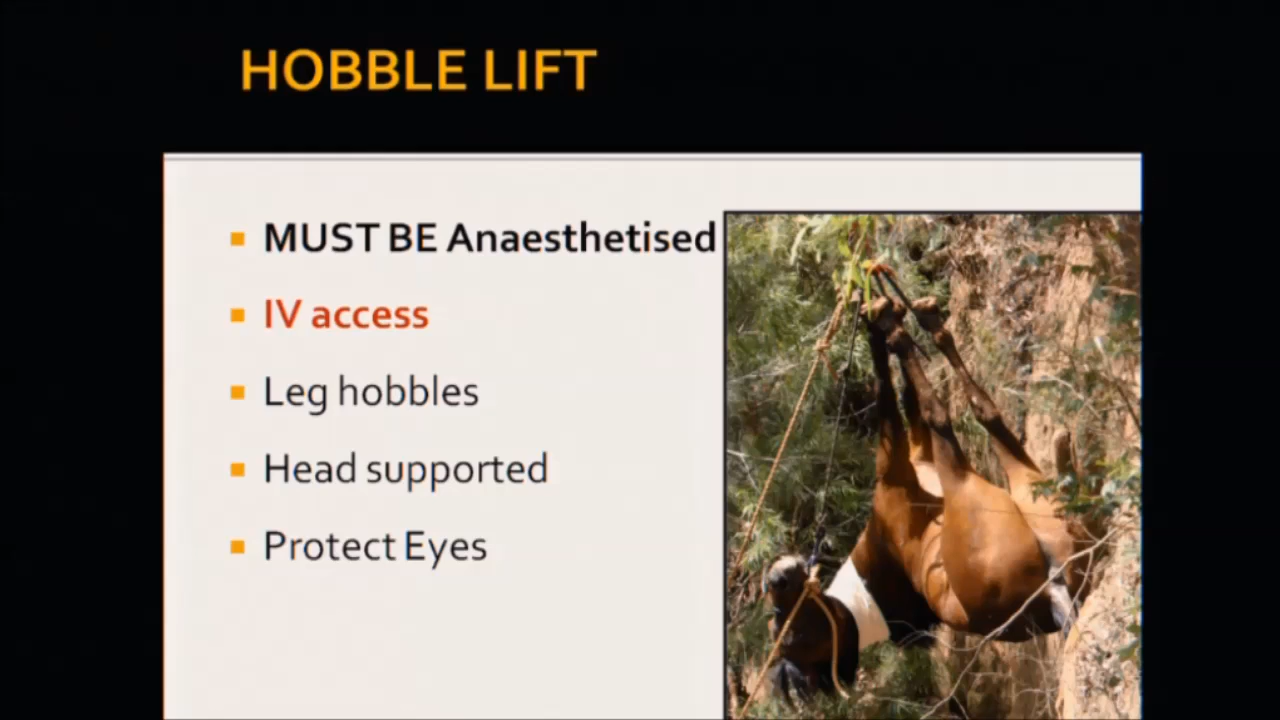 HOBBLE LIFT
MUST BE Anaesthetised
IV access
Leg hobbles
Head supported
Protect Eyes